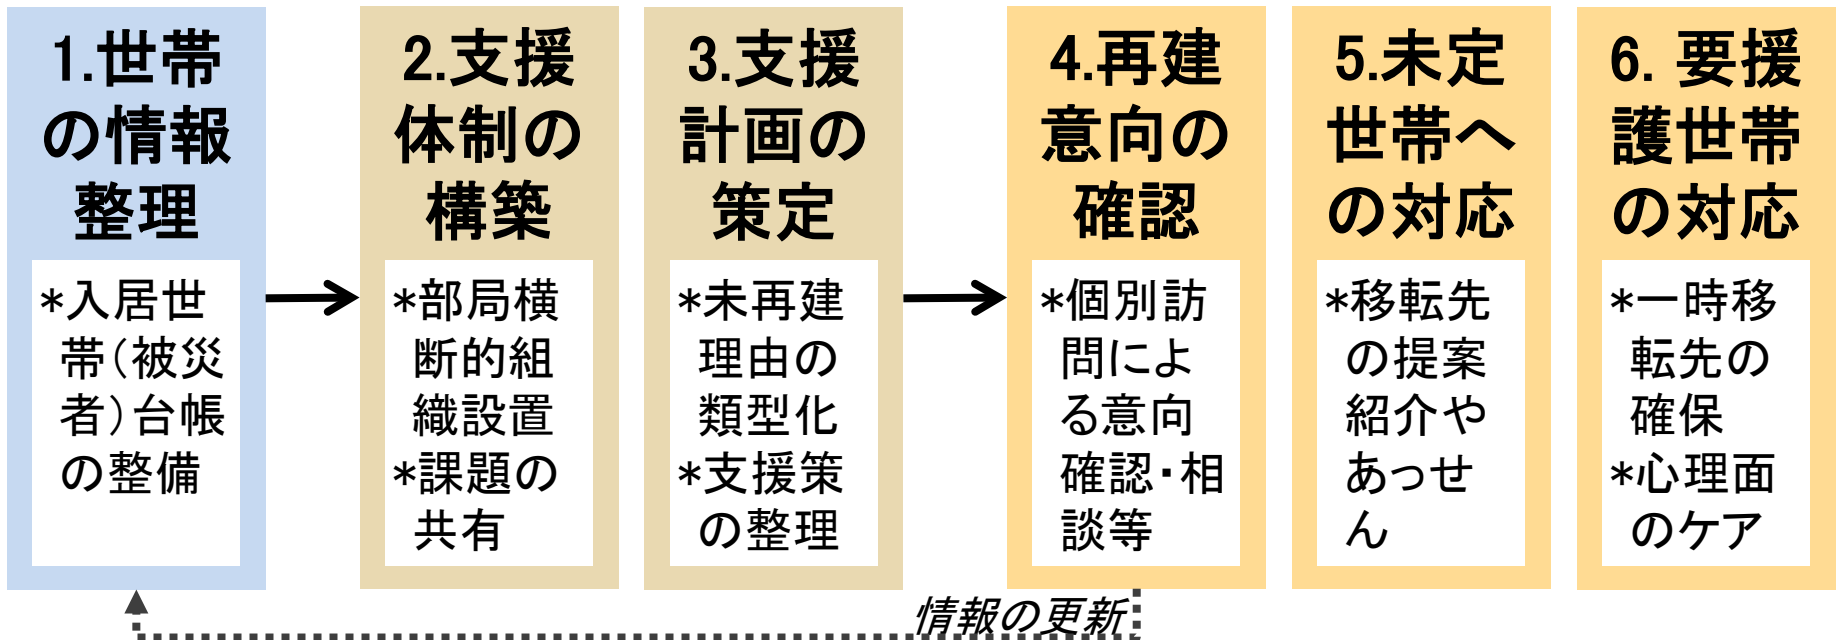 1.世帯
の情報
整理
*入居世
帯(被災
者)台帳
の整備
2.支援
体制の
構築
*部局横
断的組
織設置
*課題の
共有
3.支援
計画の
策定
*未再建
理由の
類型化
*支援策
の整理
4.再建
意向の
確認
*個別訪
問によ
る意向
確認・相
談等
5.未定
世帯へ
の対応
*移転先
の提案
紹介や
あっせ
ん
6. 要援
護世帯
の対応
*一時移
転先の
確保
*心理面
のケア
情報の更新